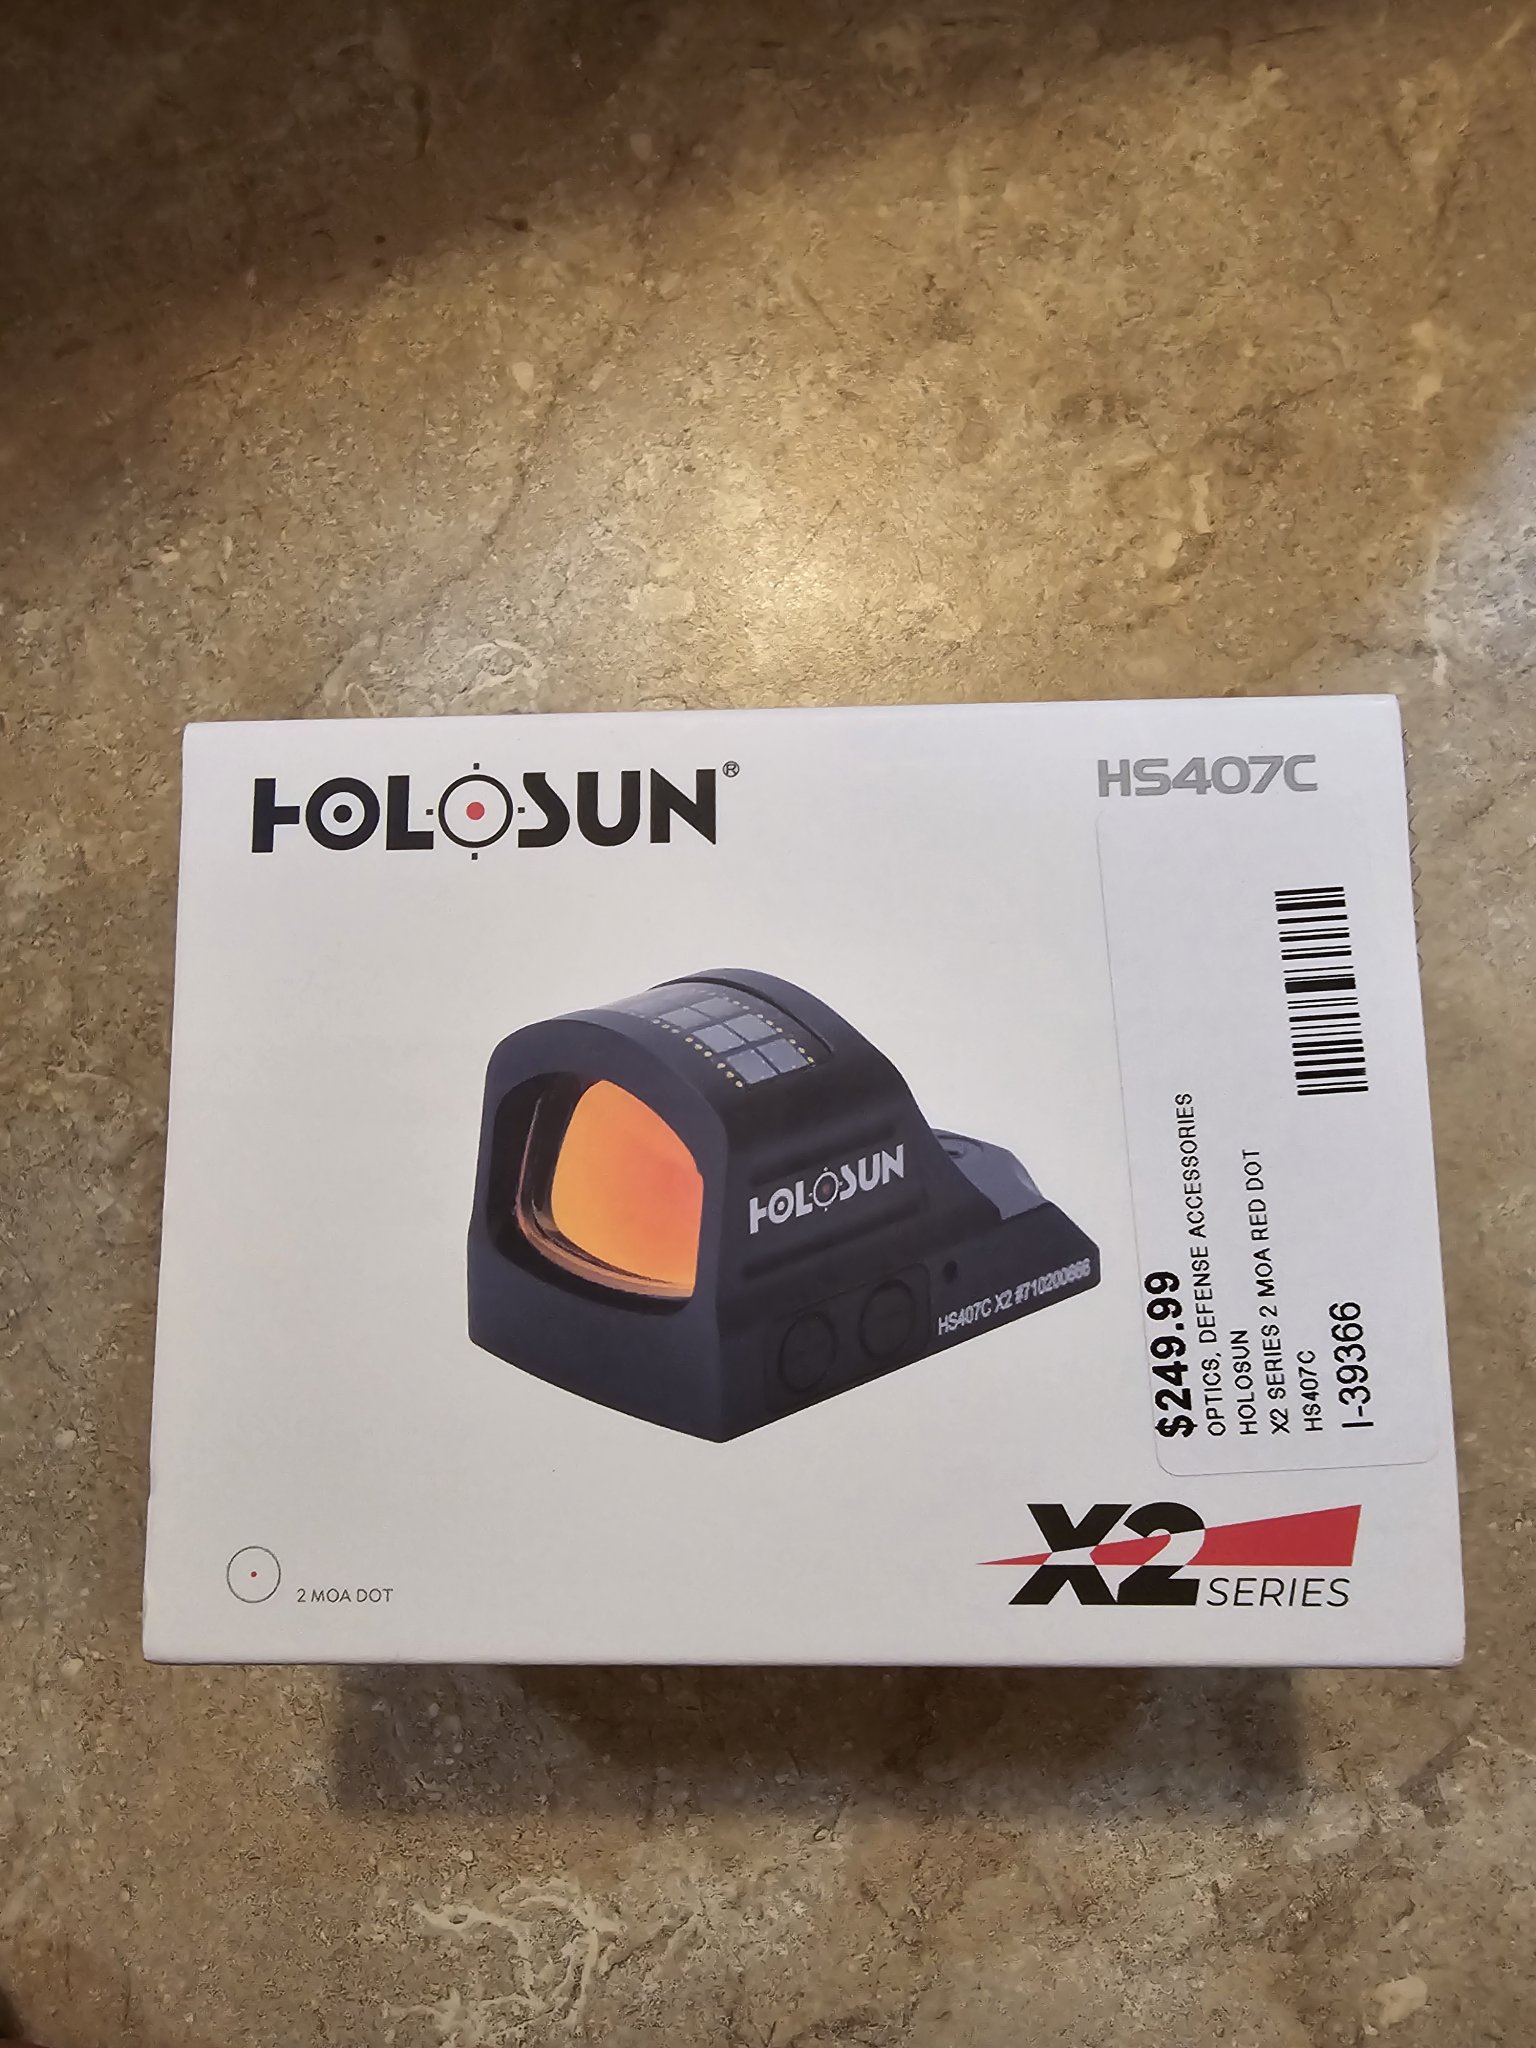 HOLOSUN®
HS407C
HOLOSUN
HS407C X2 #710200666
$249.99
OPTICS, DEFENSE ACCESSORIES
HOLOSUN
X2 SERIES 2 MOA RED DOT
HS407C
I-39366
2 MOA DOT
X2 SERIES